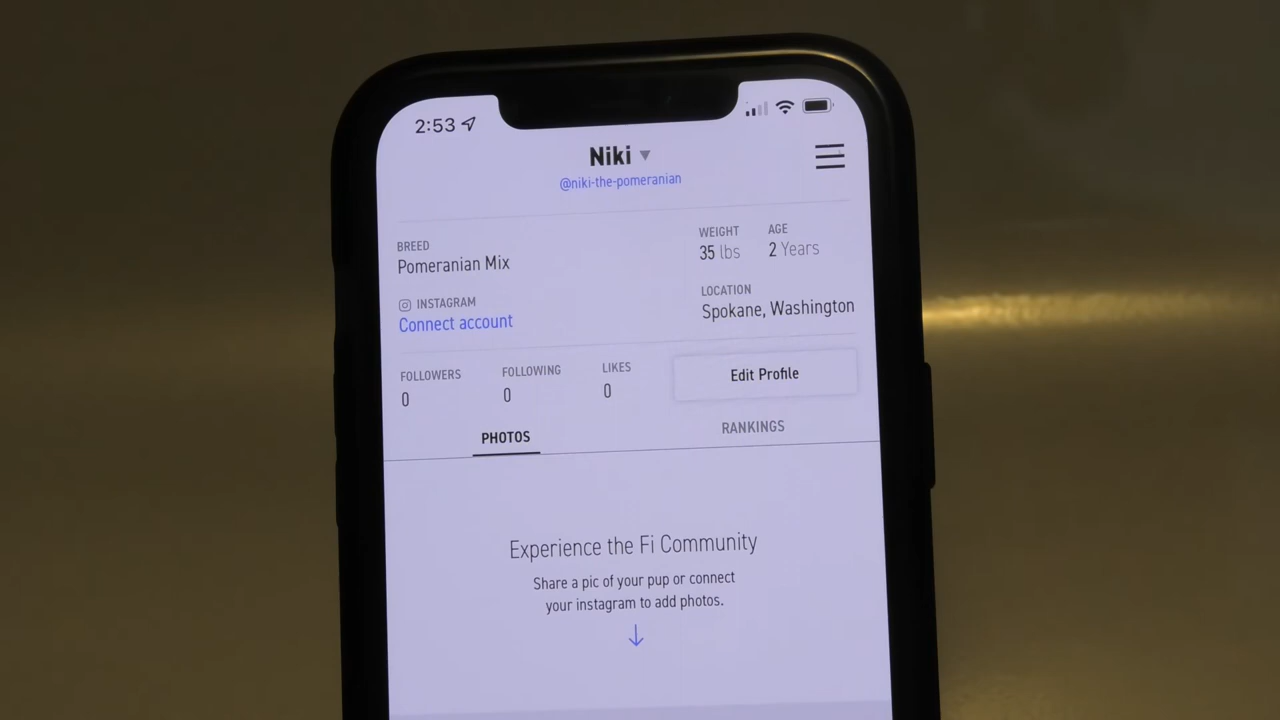 2:53
Niki
@niki-the-pomeranian
BREED
Pomeranian Mix
WEIGHT
35 lbs
AGE
2 Years
INSTAGRAM
Connect account
LOCATION
Spokane, Washington
FOLLOWERS
0
FOLLOWING
0
LIKES
0
Edit Profile
PHOTOS
RANKINGS
Experience the Fi Community
Share a pic of your pup or connect
your instagram to add photos.